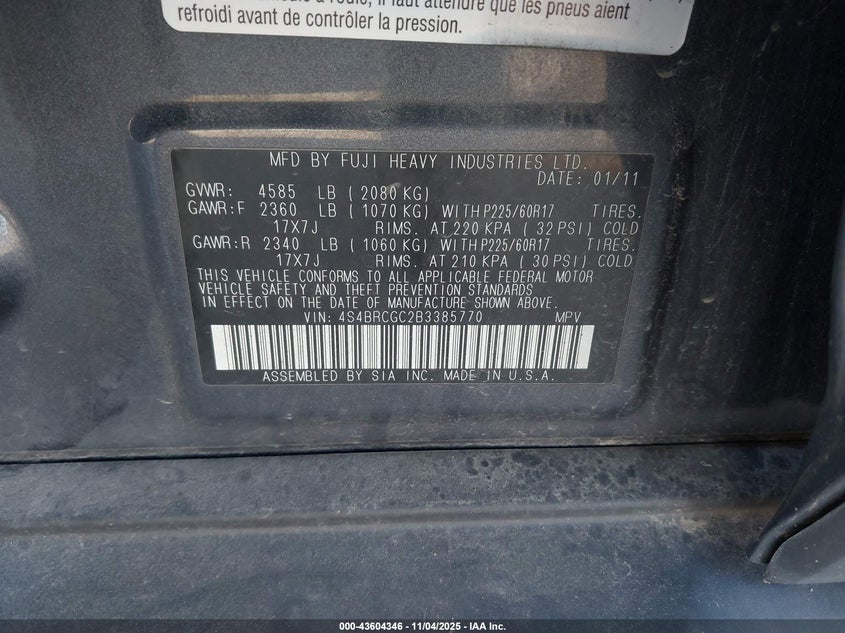 refroidi avant de contrôler la pression.
MFD BY FUJI HEAVY INDUSTRIES LTD.
DATE: 01/11
GVWR: 4585 LB (2080 KG)
GAWR:F 2360 LB (1070 KG) WITH P225/60R17 TIRES.
17X7J RIMS. AT 220 KPA (32 PSI) COLD
GAWR:R 2340 LB (1060 KG) WITH P225/60R17 TIRES.
17X7J RIMS. AT 210 KPA (30 PSI) COLD
THIS VEHICLE CONFORMS TO ALL APPLICABLE FEDERAL MOTOR
VEHICLE SAFETY AND THEFT PREVENTION STANDARDS
IN EFFECT ON THE DATE OF MANUFACTURE SHOWN ABOVE.
VIN: 4S4BRCGC2B3385770 MPV
ASSEMBLED BY SIA INC. MADE IN U.S.A.
000-43604346 - 11/04/2025 - IAA Inc.